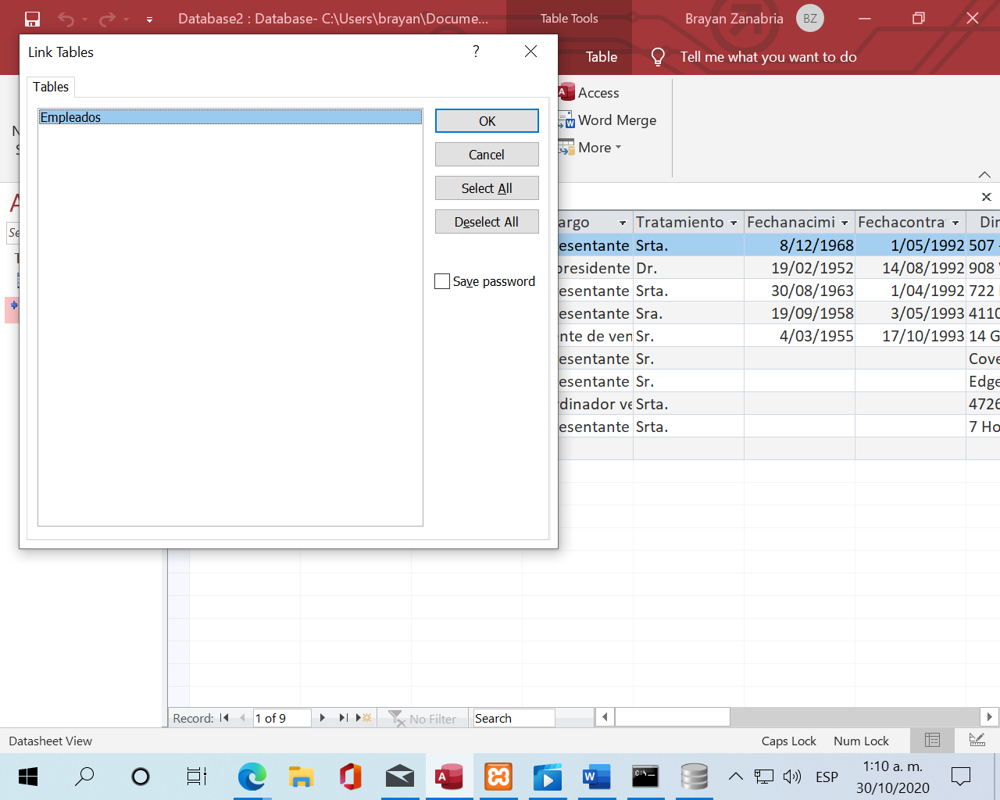 Database2 : Database- C:\Users\brayan\Docume...
Table Tools
Brayan Zanabria
BZ
Link Tables
?
Table
Tell me what you want to do
Tables
Empleados
OK
Cancel
Select All
Deselect All
Save password
Access
Word Merge
More
argo Tratamiento Fechanacimi Fechacontra Dir
esentante Srta. 8/12/1968 1/05/1992 507
presidente Dr. 19/02/1952 14/08/1992 908
esentante Srta. 30/08/1963 1/04/1992 722
esentante Sra. 19/09/1958 3/05/1993 4110
nte de ven Sr. 4/03/1955 17/10/1993 14 G
esentante Sr. Cove
esentante Sr. Edge
rdinador ve Srta. 4726
esentante Srta. 7 Ho
Record: 1 of 9 No Filter Search
Datasheet View
Caps Lock Num Lock
ESP
1:10 a. m.
30/10/2020